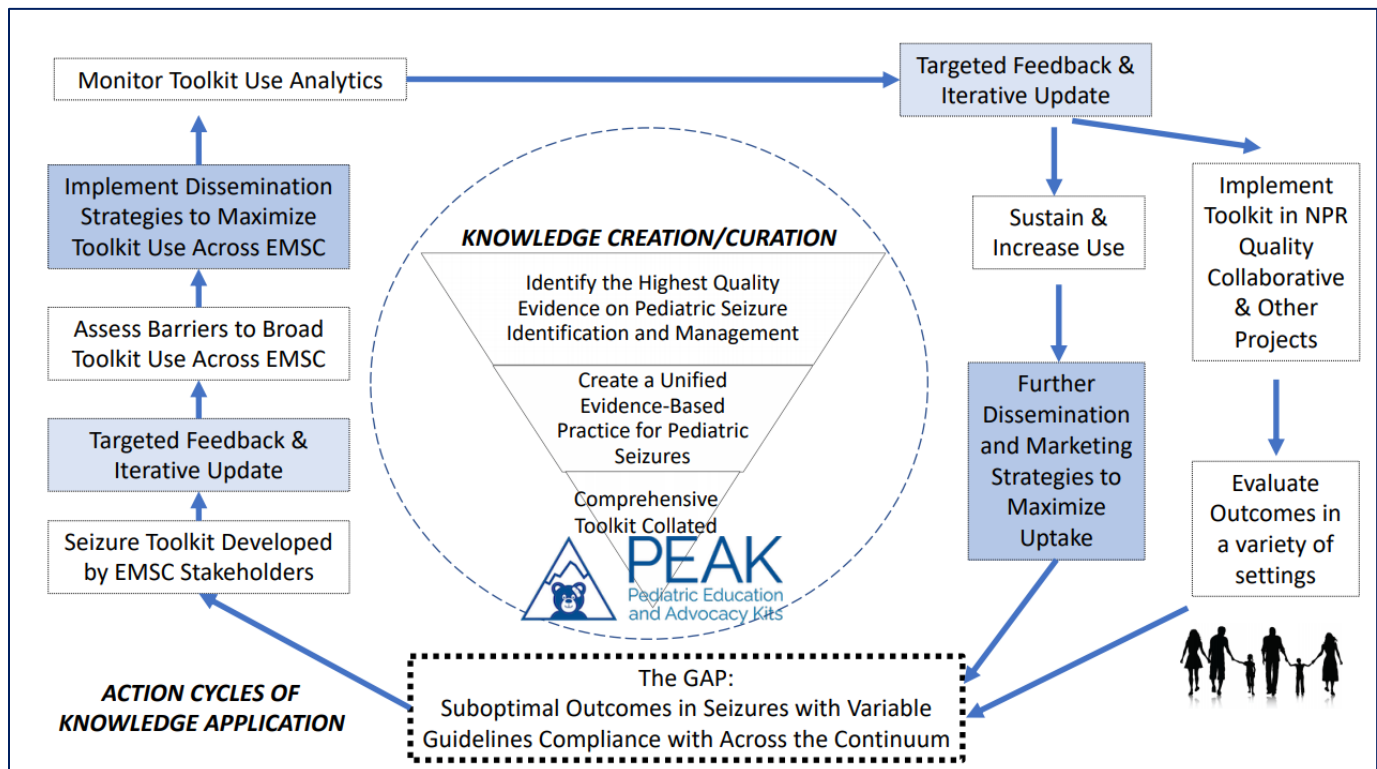 Monitor Toolkit Use Analytics
Targeted Feedback &
Iterative Update
Implement Dissemination
Strategies to Maximize
Toolkit Use Across EMSC
Assess Barriers to Broad
Toolkit Use Across EMSC
Targeted Feedback &
Iterative Update
Seizure Toolkit Developed
by EMSC Stakeholders
KNOWLEDGE CREATION/CURATION
Identify the Highest Quality
Evidence on Pediatric Seizure
Identification and Management
Create a Unified
Evidence-Based
Practice for Pediatric
Seizures
Comprehensive
Toolkit Collated
PEAK
Pediatric Education
and Advocacy Kits
Sustain &
Increase Use
Further
Dissemination
and Marketing
Strategies to
Maximize
Uptake
Implement
Toolkit in NPR
Quality
Collaborative
& Other
Projects
Evaluate
Outcomes in
a variety of
settings
The GAP:
Suboptimal Outcomes in Seizures with Variable
Guidelines Compliance with Across the Continuum
ACTION CYCLES OF
KNOWLEDGE APPLICATION